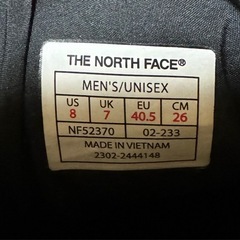 THE NORTH FACE®
MEN'S/UNISEX
US UK EU CM
8 7 40.5 26
NF52370 02-233
MADE IN VIETNAM
2302-2444148